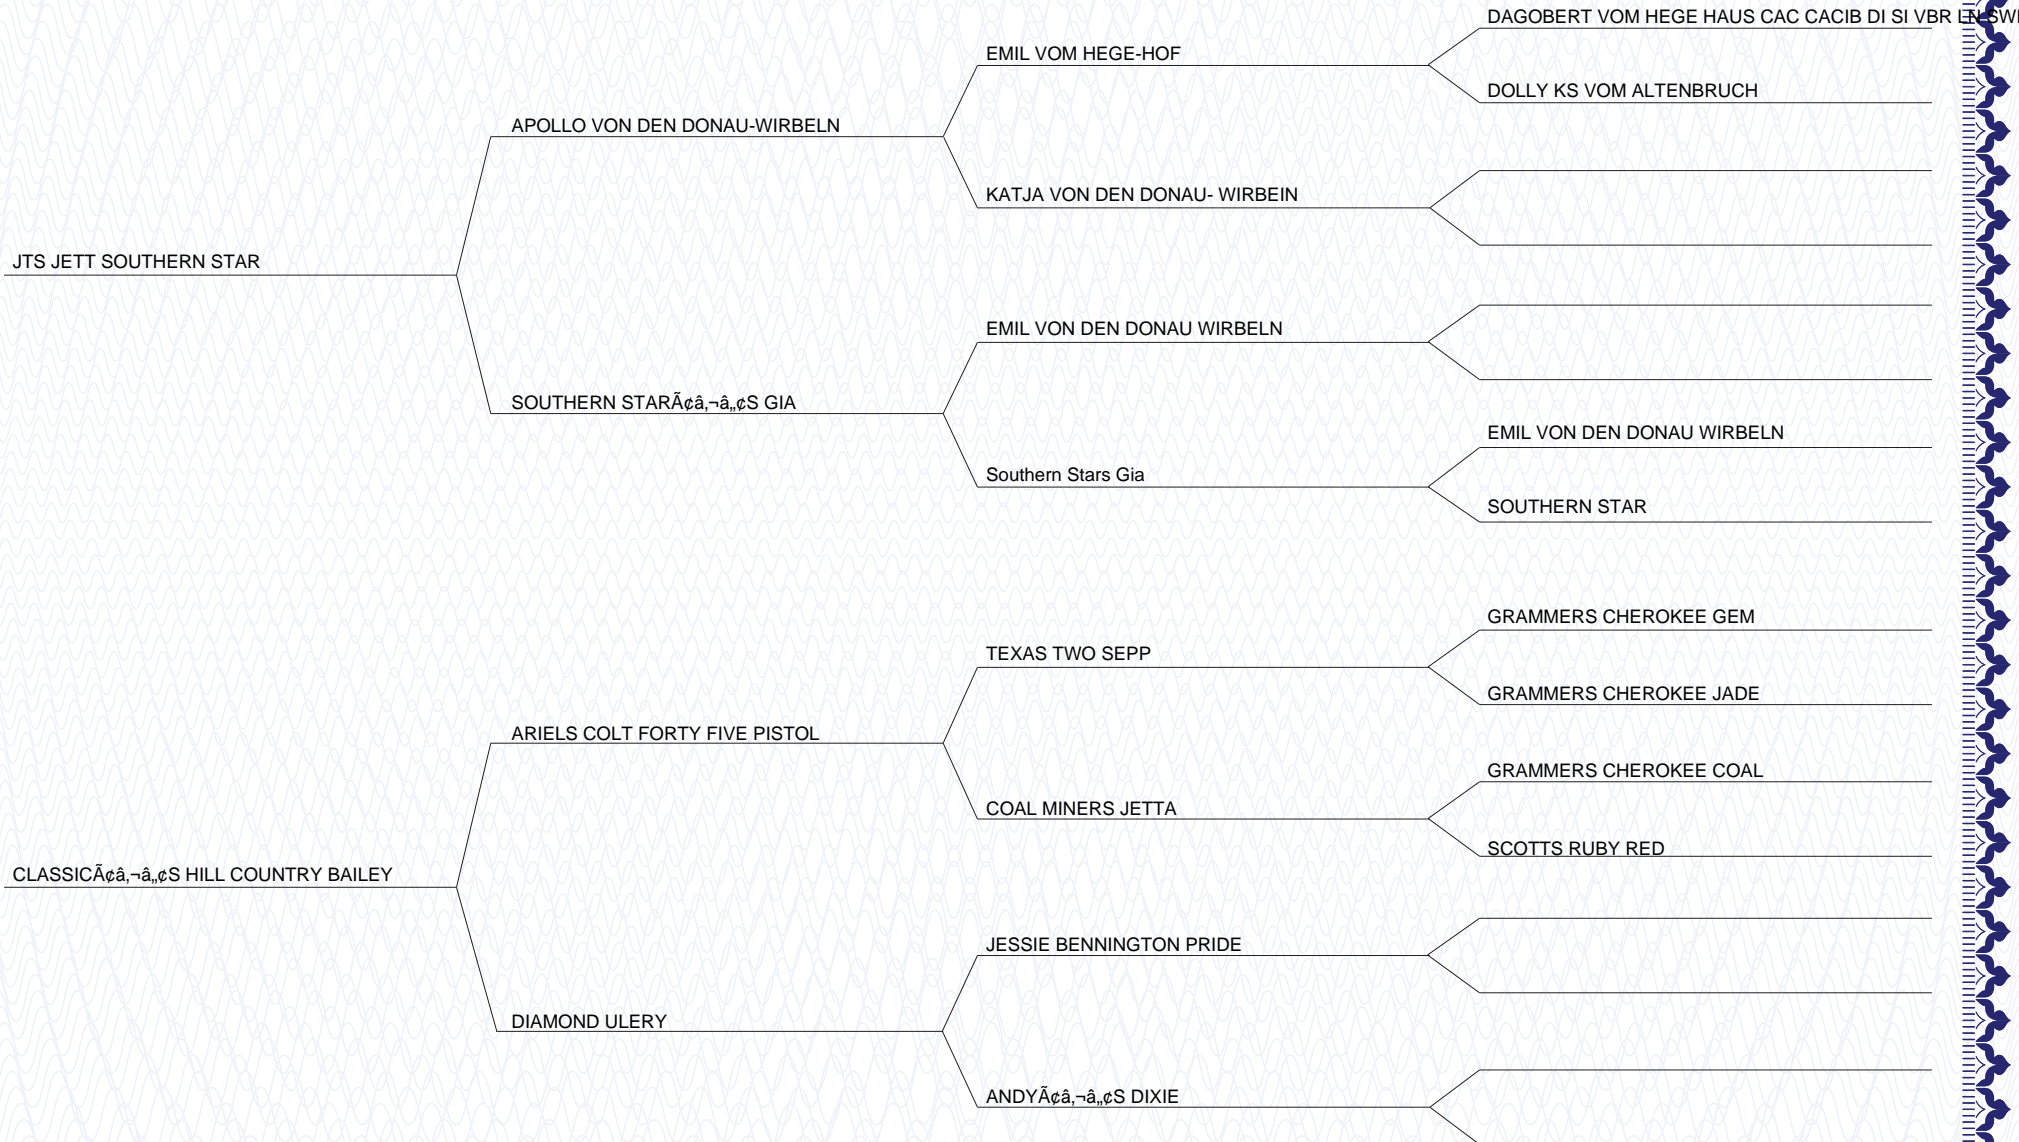 DAGOBERT VOM HEGE HAUS CAC CACIB DI SI VBR LN SW
EMIL VOM HEGE-HOF
DOLLY KS VOM ALTENBRUCH
APOLLO VON DEN DONAU-WIRBELN
KATJA VON DEN DONAU- WIRBEIN
JTS JETT SOUTHERN STAR
EMIL VON DEN DONAU WIRBELN
SOUTHERN STARÃ¢â‚¬â„¢S GIA
EMIL VON DEN DONAU WIRBELN
Southern Stars Gia
SOUTHERN STAR
GRAMMERS CHEROKEE GEM
TEXAS TWO SEPP
GRAMMERS CHEROKEE JADE
ARIELS COLT FORTY FIVE PISTOL
GRAMMERS CHEROKEE COAL
COAL MINERS JETTA
SCOTTS RUBY RED
CLASSICÃ¢â‚¬â„¢S HILL COUNTRY BAILEY
JESSIE BENNINGTON PRIDE
DIAMOND ULERY
ANDYÃ¢â‚¬â„¢S DIXIE